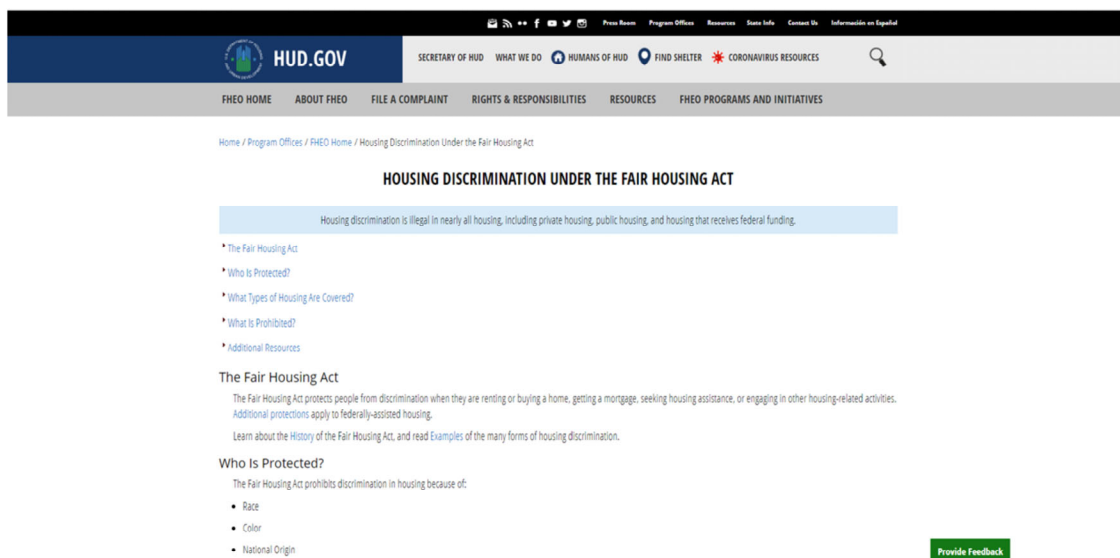 Press Room Program Offices Resources State Info Contact Us Información en Español
HUD.GOV
SECRETARY OF HUD WHAT WE DO HUMANS OF HUD FIND SHELTER CORONAVIRUS RESOURCES
FHEO HOME ABOUT FHEO FILE A COMPLAINT RIGHTS & RESPONSIBILITIES RESOURCES FHEO PROGRAMS AND INITIATIVES
Home / Program Offices / FHEO Home / Housing Discrimination Under the Fair Housing Act
HOUSING DISCRIMINATION UNDER THE FAIR HOUSING ACT
Housing discrimination is illegal in nearly all housing, including private housing, public housing, and housing that receives federal funding.
The Fair Housing Act
Who Is Protected?
What Types of Housing Are Covered?
What Is Prohibited?
Additional Resources
The Fair Housing Act
The Fair Housing Act protects people from discrimination when they are renting or buying a home, getting a mortgage, seeking housing assistance, or engaging in other housing-related activities.
Additional protections apply to federally-assisted housing.
Learn about the History of the Fair Housing Act, and read Examples of the many forms of housing discrimination.
Who Is Protected?
The Fair Housing Act prohibits discrimination in housing because of:
• Race
• Color
• National Origin
Provide Feedback